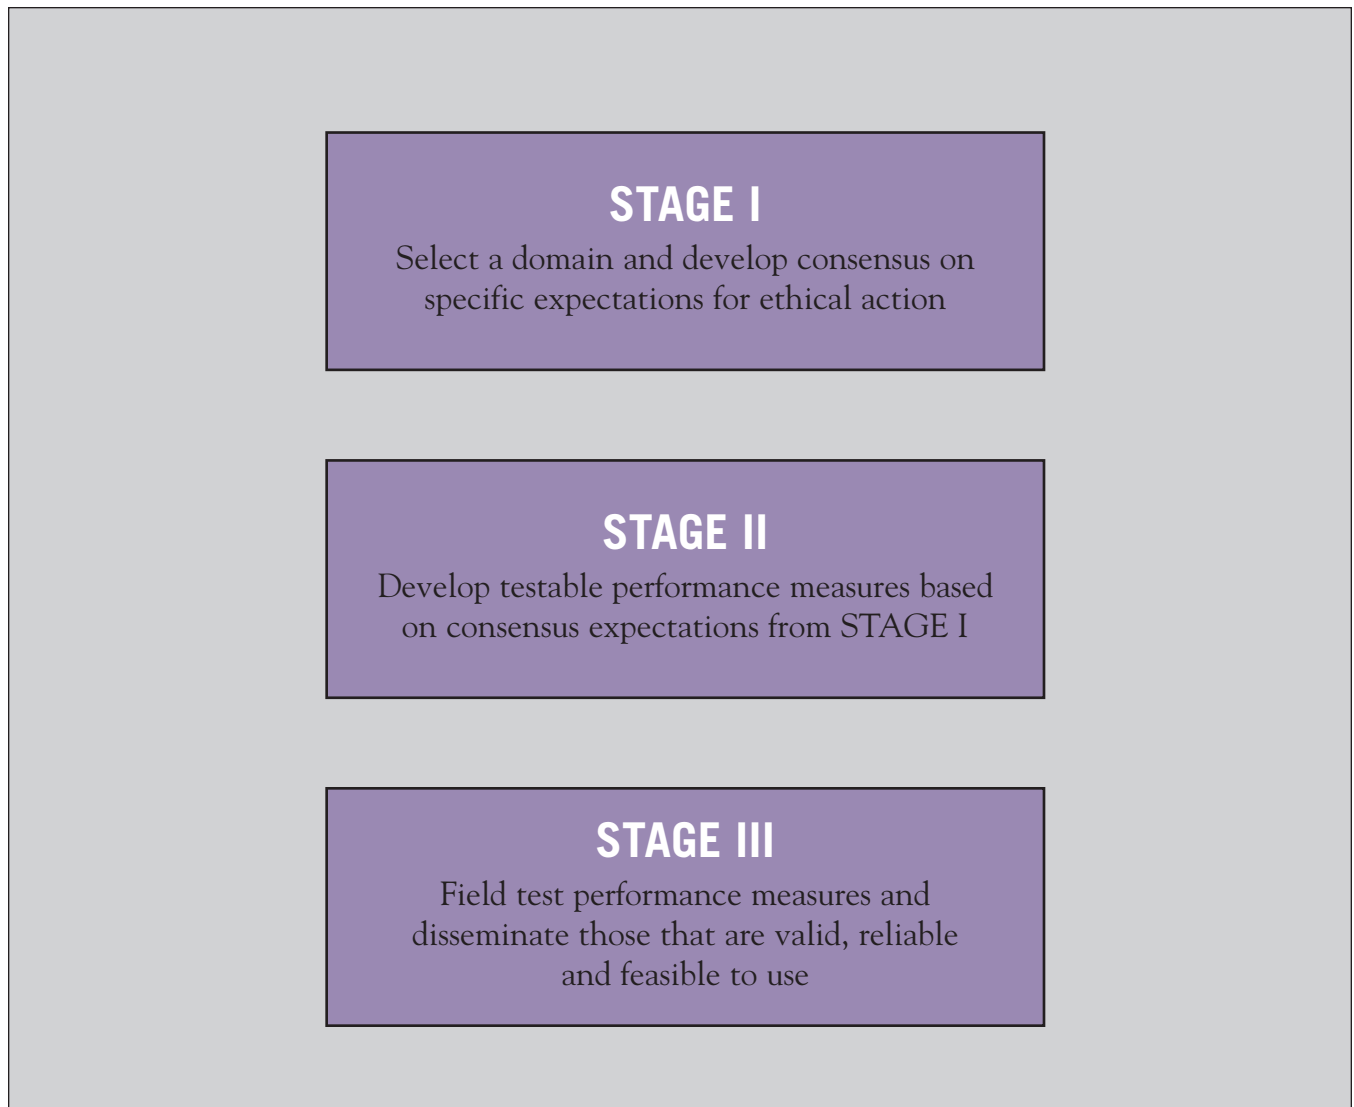 STAGE I
Select a domain and develop consensus on
specific expectations for ethical action
STAGE II
Develop testable performance measures based
on consensus expectations from STAGE I
STAGE III
Field test performance measures and
disseminate those that are valid, reliable
and feasible to use